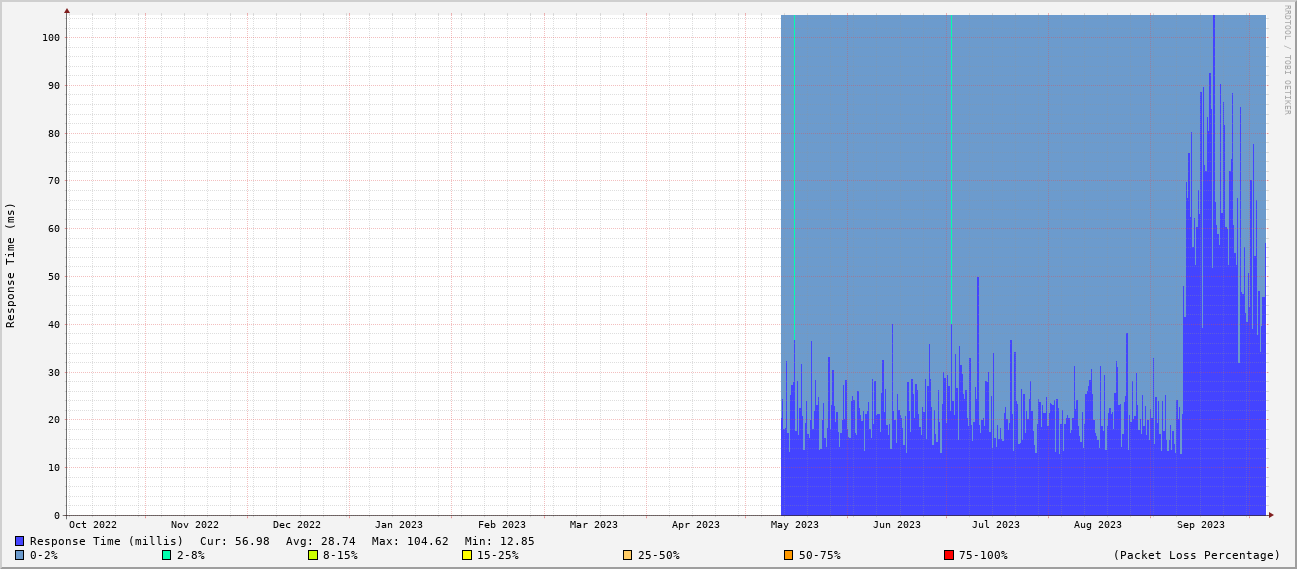 RRDTOOL / TOBI OETIKER
Response Time (ms)
100
90
80
70
60
50
40
30
20
10
0
Oct 2022 Nov 2022 Dec 2022 Jan 2023 Feb 2023 Mar 2023 Apr 2023 May 2023 Jun 2023 Jul 2023 Aug 2023 Sep 2023
Response Time (millis) Cur: 56.98 Avg: 28.74 Max: 104.62 Min: 12.85
0-2% 2-8% 8-15% 15-25% 25-50% 50-75% 75-100% (Packet Loss Percentage)